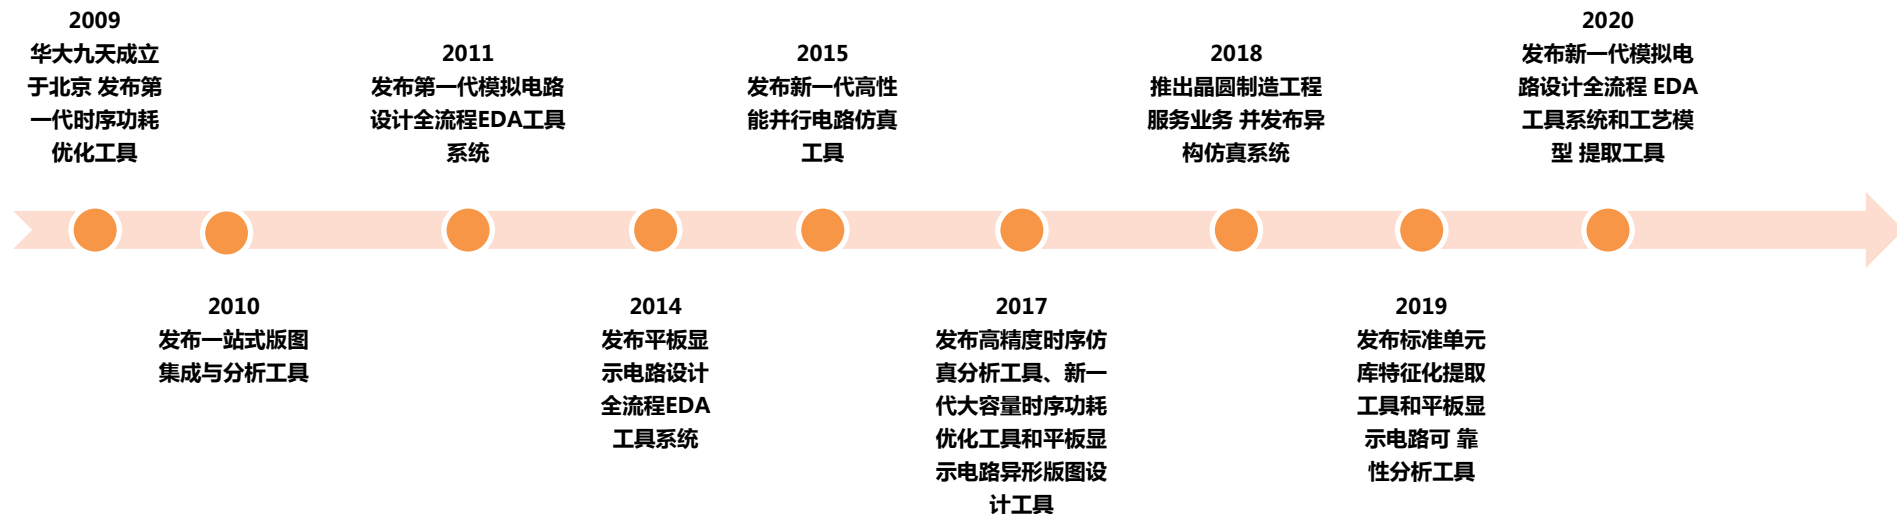 2009
华大九天成立
于北京 发布第
一代时序功耗
优化工具
2011
发布第一代模拟电路
设计全流程EDA工具
系统
2015
发布新一代高性
能并行电路仿真
工具
2018
推出晶圆制造工程
服务业务 并发布异
构仿真系统
2020
发布新一代模拟电
路设计全流程 EDA
工具系统和工艺模
型 提取工具
2010
发布一站式版图
集成与分析工具
2014
发布平板显
示电路设计
全流程EDA
工具系统
2017
发布高精度时序仿
真分析工具、新一
代大容量时序功耗
优化工具和平板显
示电路异形版图设
计工具
2019
发布标准单元
库特征化提取
工具和平板显
示电路可 靠
性分析工具